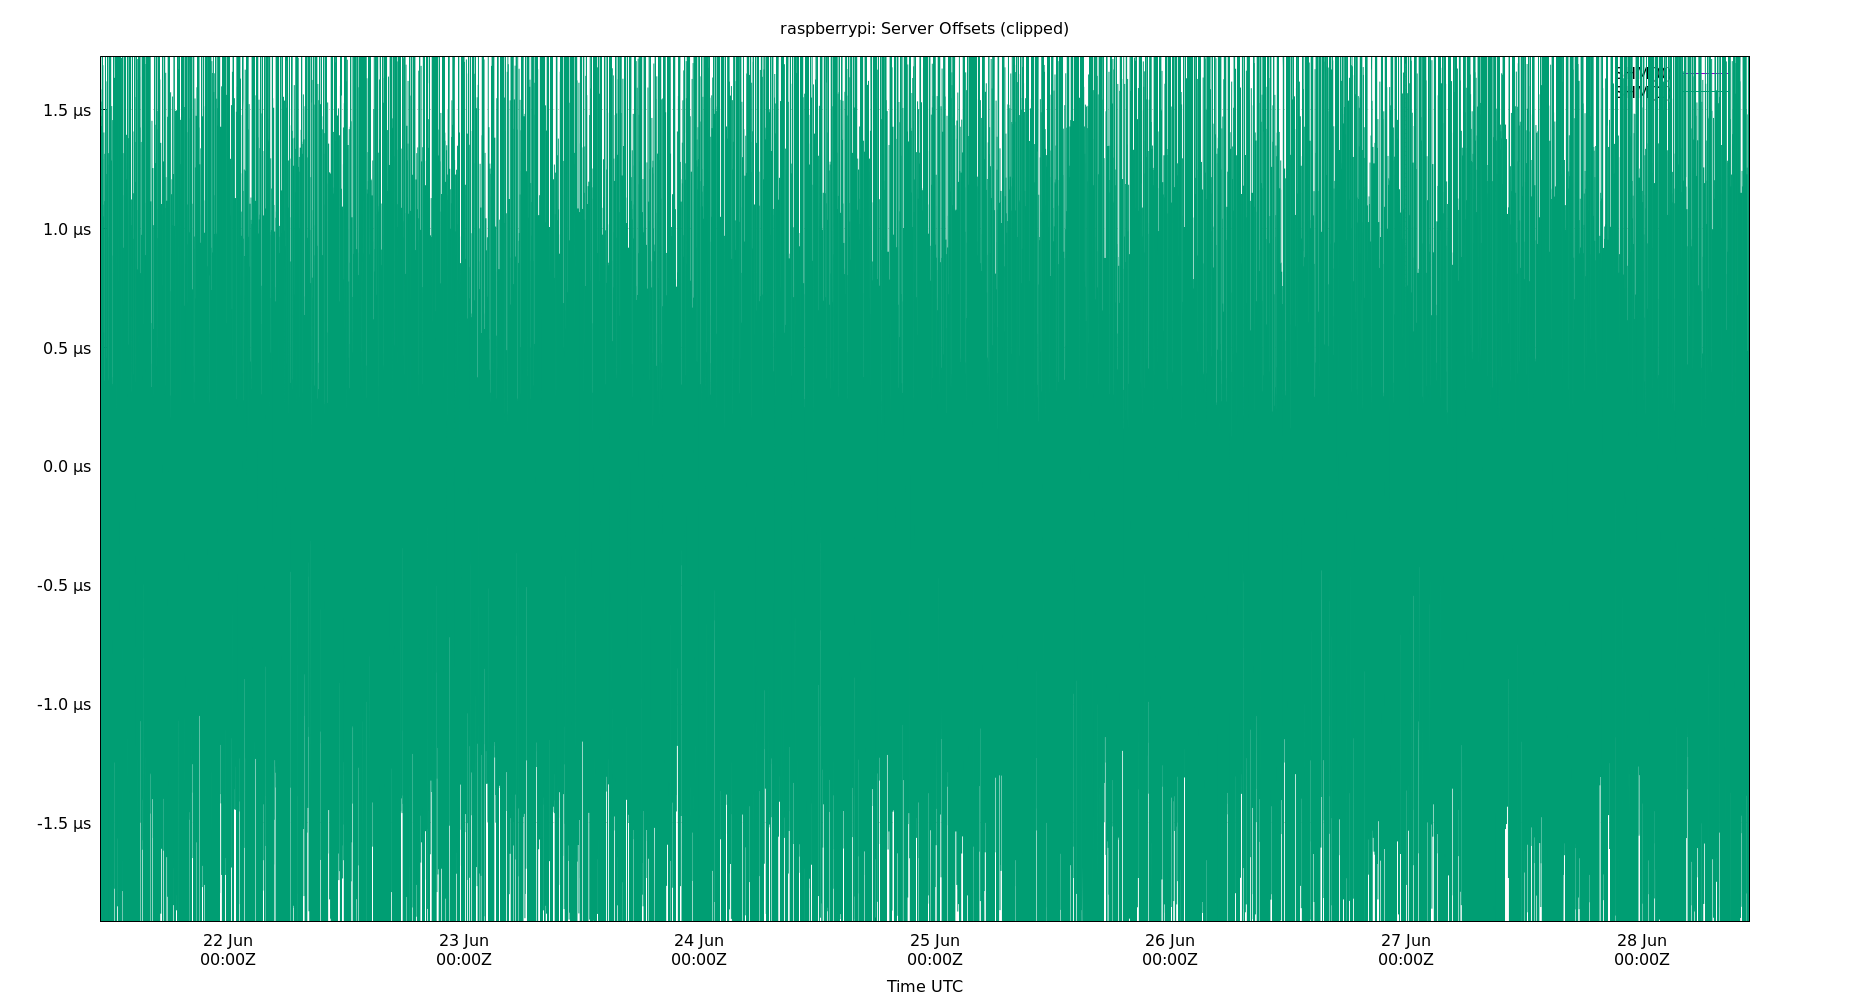 raspberrypi: Server Offsets (clipped)
1.5 µs
1.0 µs
0.5 µs
0.0 µs
-0.5 µs
-1.0 µs
-1.5 µs
22 Jun
00:00Z
23 Jun
00:00Z
24 Jun
00:00Z
25 Jun
00:00Z
26 Jun
00:00Z
27 Jun
00:00Z
28 Jun
00:00Z
Time UTC